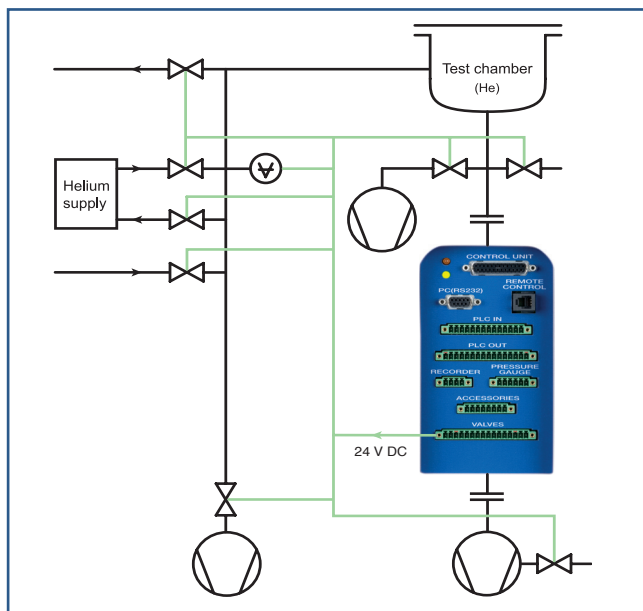 Test chamber
(He)
Helium
supply
CONTROL UNIT
REMOTE
CONTROL
PC(RS232)
PLC IN
PLC OUT
RECORDER
PRESSURE
GAUGE
ACCESSORIES
VALVES
24 V DC